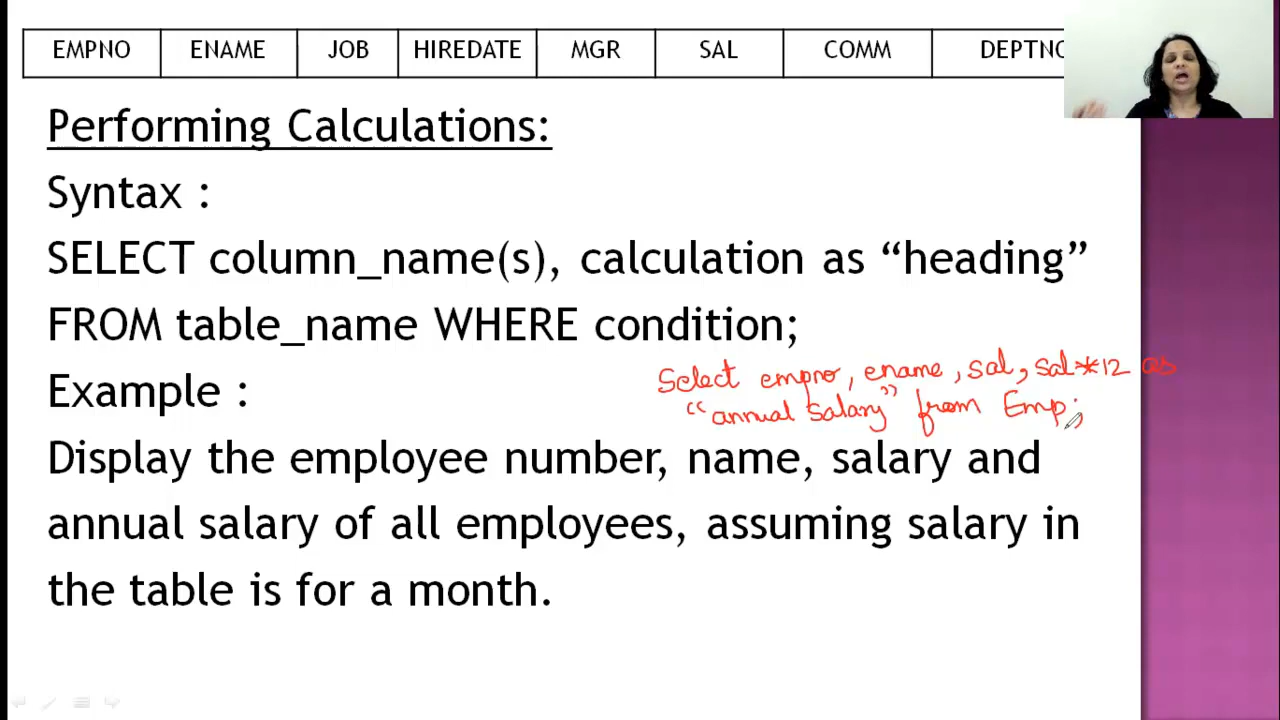 EMPNO ENAME JOB HIREDATE MGR SAL COMM DEPTNO
Performing Calculations:
Syntax :
SELECT column_name(s), calculation as “heading”
FROM table_name WHERE condition;
Select empno, ename, sal, sal*12 as
“annual salary” from Emp;
Example :
Display the employee number, name, salary and
annual salary of all employees, assuming salary in
the table is for a month.